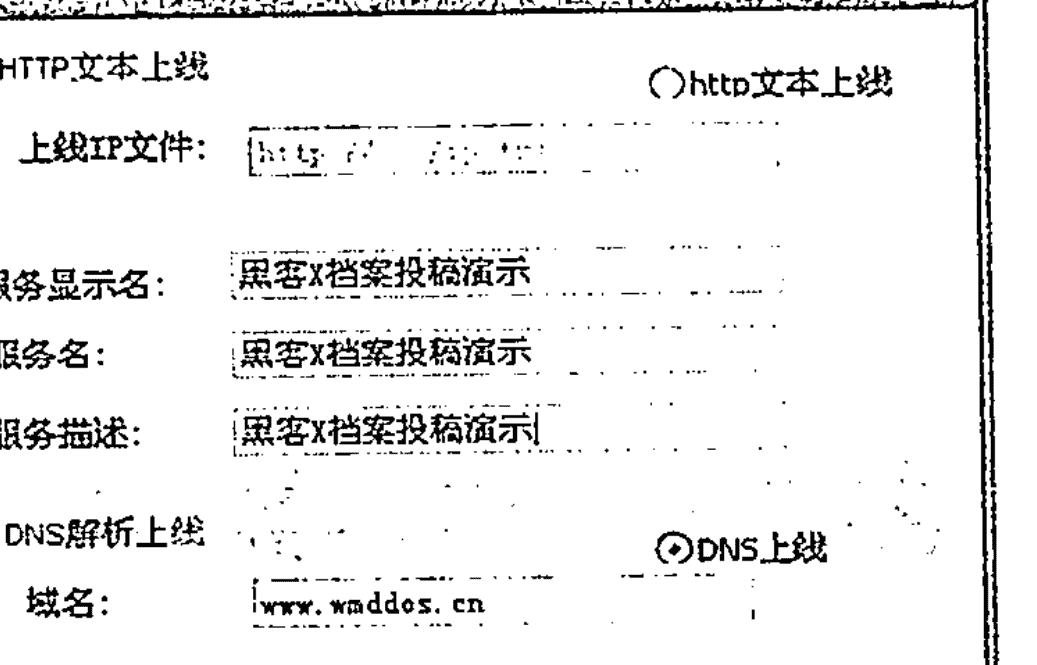 HTTP文本上线
http文本上线
上线IP文件:
服务显示名: 黑客X档案投稿演示
服务名: 黑客X档案投稿演示
服务描述: 黑客X档案投稿演示
DNS解析上线
DNS上线
域名: www.wmddos.cn